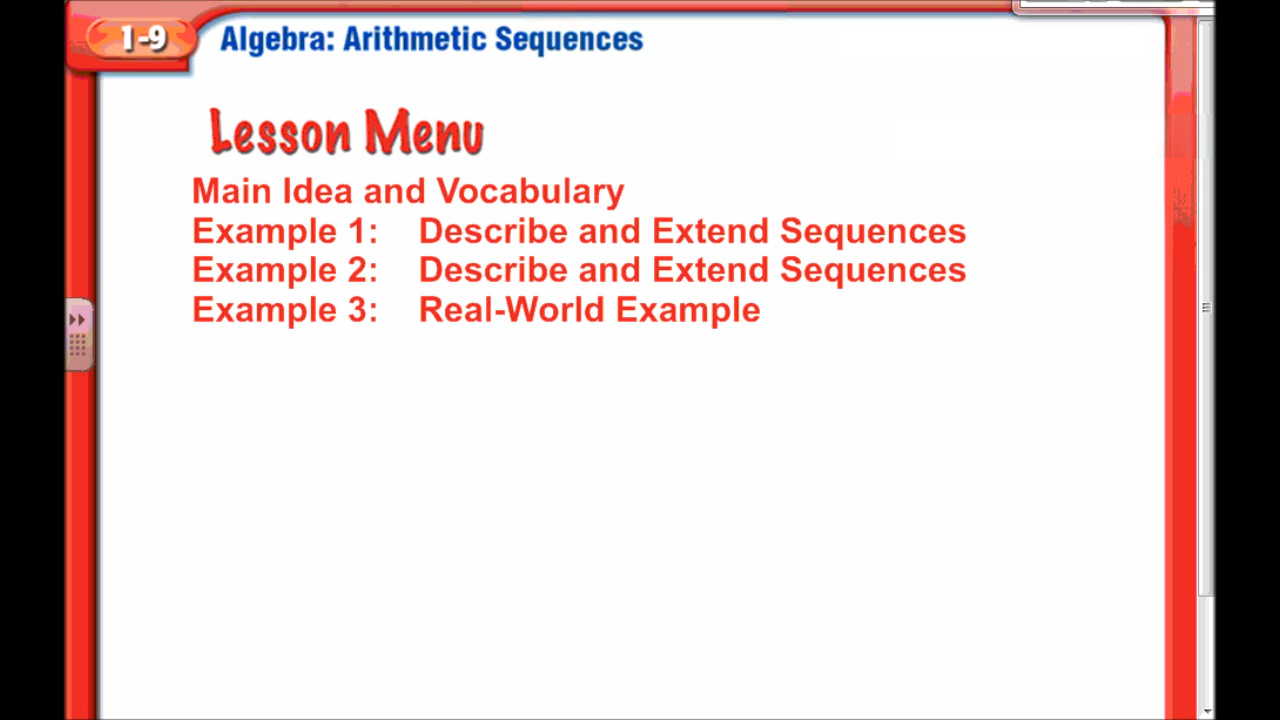 1-9 Algebra: Arithmetic Sequences
Lesson Menu
Main Idea and Vocabulary
Example 1: Describe and Extend Sequences
Example 2: Describe and Extend Sequences
Example 3: Real-World Example